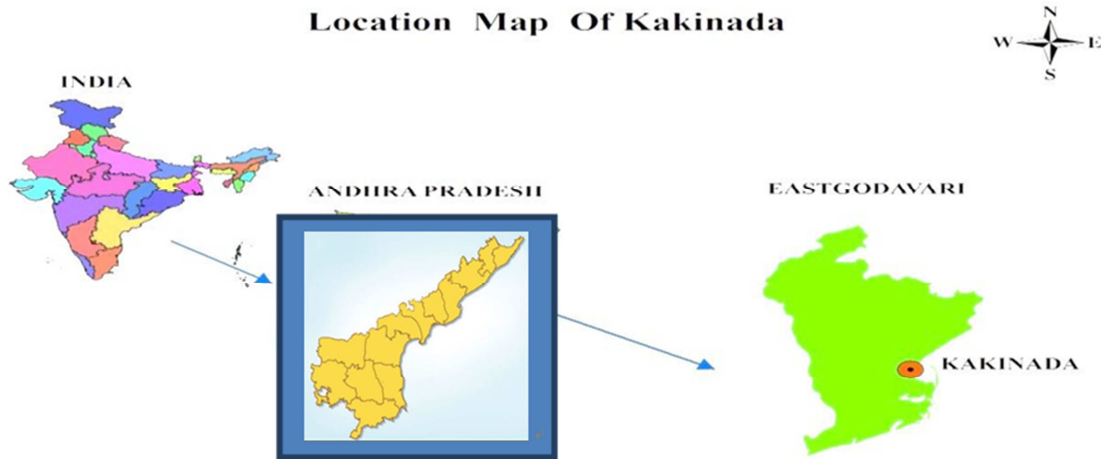 Location Map Of Kakinada
N
W E
S
INDIA
ANDHRA PRADESH
EASTGODAVARI
KAKINADA